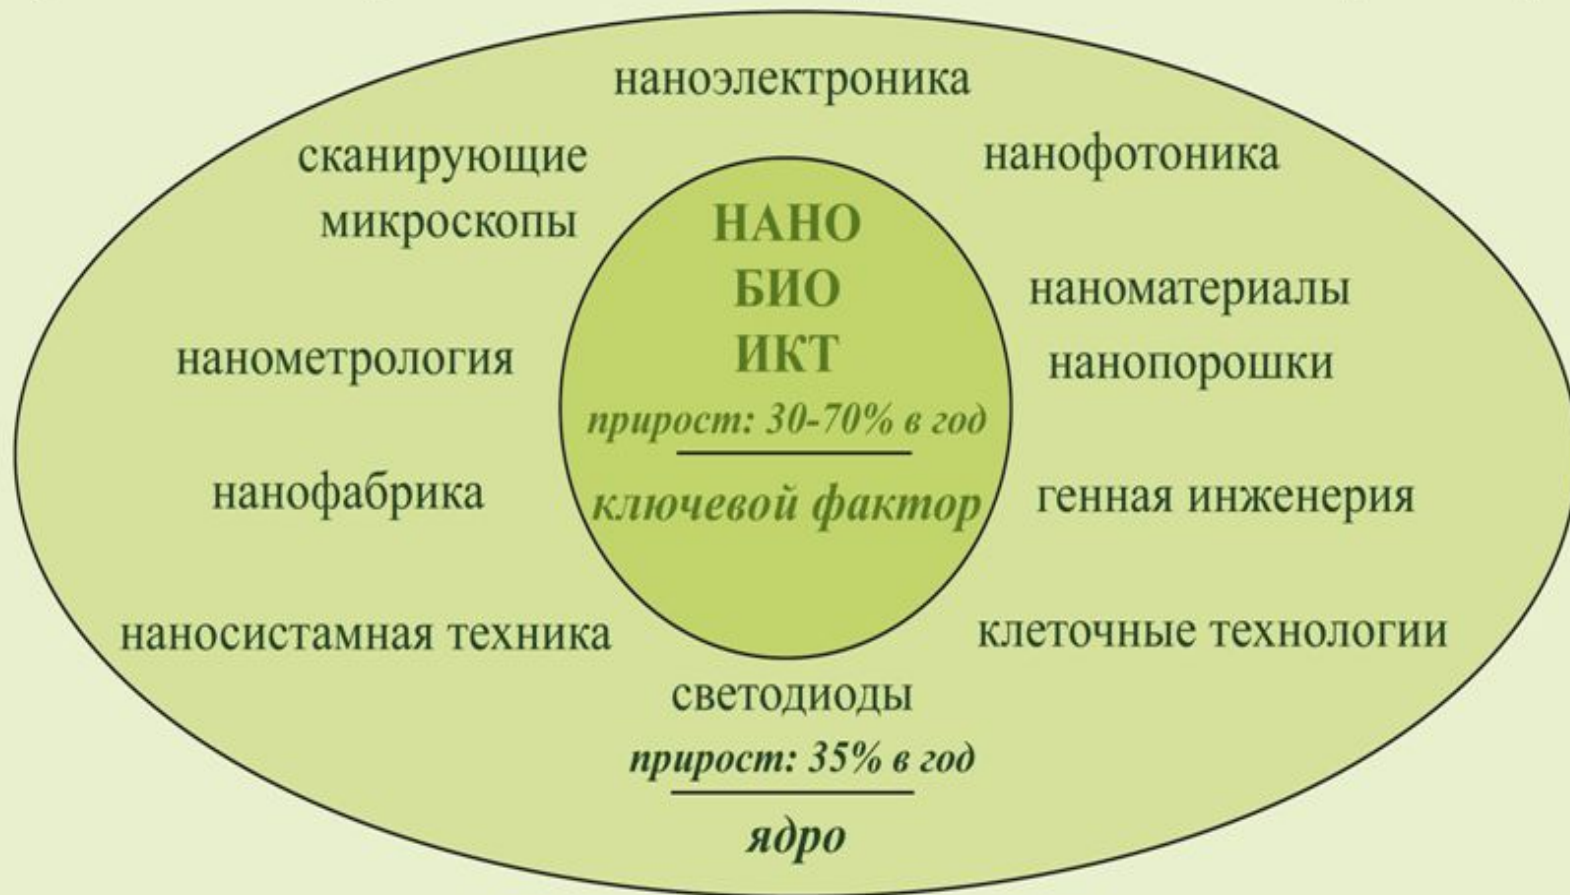 наноэлектроника
сканирующие
микроскопы
нанофотоника
НАНО
БИО
ИКТ
прирост: 30-70% в год
ключевой фактор
наноматериалы
нанопорошки
нанометрология
нанофабрика
генная инженерия
наносистамная техника
клеточные технологии
светодиоды
прирост: 35% в год
ядро